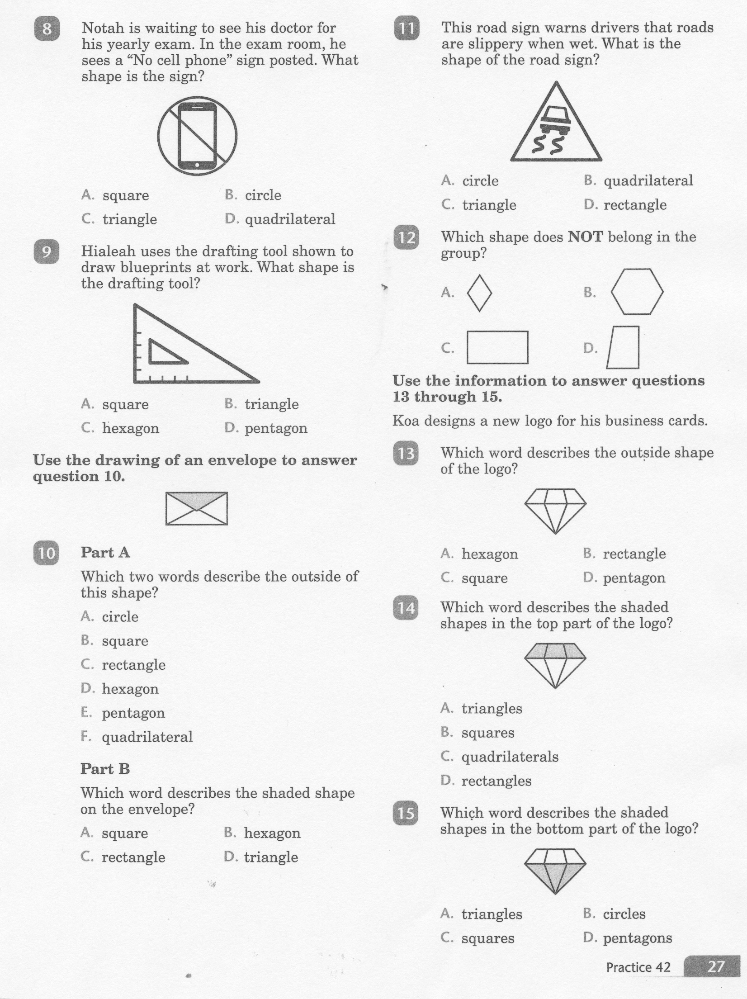 8
Notah is waiting to see his doctor for
his yearly exam. In the exam room, he
sees a “No cell phone” sign posted. What
shape is the sign?
A. square B. circle
C. triangle D. quadrilateral
9
Hialeah uses the drafting tool shown to
draw blueprints at work. What shape is
the drafting tool?
A. square B. triangle
C. hexagon D. pentagon
Use the drawing of an envelope to answer
question 10.
10
Part A
Which two words describe the outside of
this shape?
A. circle
B. square
C. rectangle
D. hexagon
E. pentagon
F. quadrilateral
Part B
Which word describes the shaded shape
on the envelope?
A. square B. hexagon
C. rectangle D. triangle
11
This road sign warns drivers that roads
are slippery when wet. What is the
shape of the road sign?
A. circle B. quadrilateral
C. triangle D. rectangle
12
Which shape does NOT belong in the
group?
A. B.
C. D.
Use the information to answer questions
13 through 15.
Koa designs a new logo for his business cards.
13
Which word describes the outside shape
of the logo?
A. hexagon B. rectangle
C. square D. pentagon
14
Which word describes the shaded
shapes in the top part of the logo?
A. triangles
B. squares
C. quadrilaterals
D. rectangles
15
Which word describes the shaded
shapes in the bottom part of the logo?
A. triangles B. circles
C. squares D. pentagons
Practice 42 27